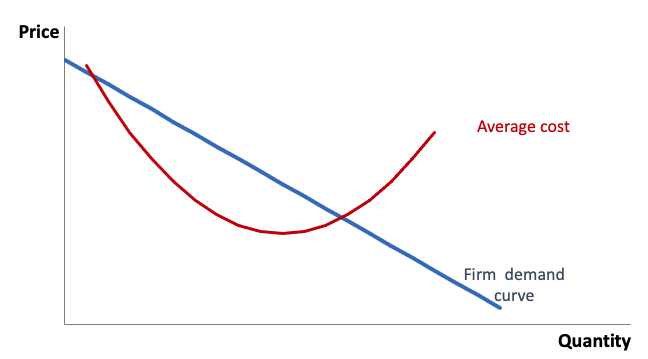 Price
Average cost
Firm demand
curve
Quantity